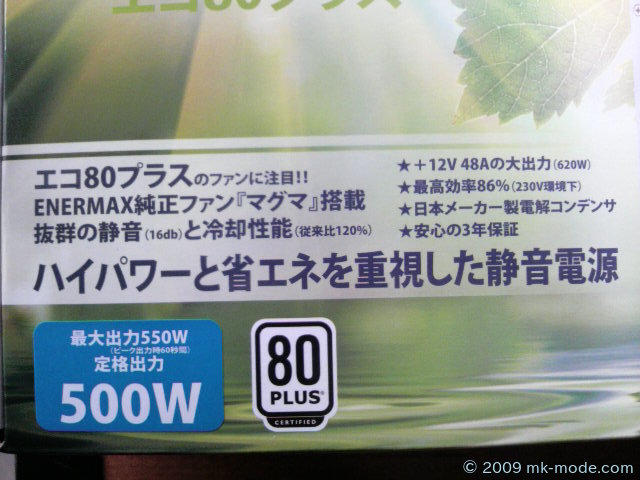 エコ80プラス
エコ80プラスのファンに注目!!
ENERMAX純正ファン『マグマ』搭載
抜群の静音(16db)と冷却性能(従来比120%)
★+12V 48Aの大出力(620W)
★最高効率86%(230V環境下)
★日本メーカー製電解コンデンサ
★安心の3年保証
ハイパワーと省エネを重視した静音電源
最大出力550W
(ピーク出力時60秒間)
定格出力
500W
80
PLUS®
CERTIFIED
© 2009 mk-mode.com